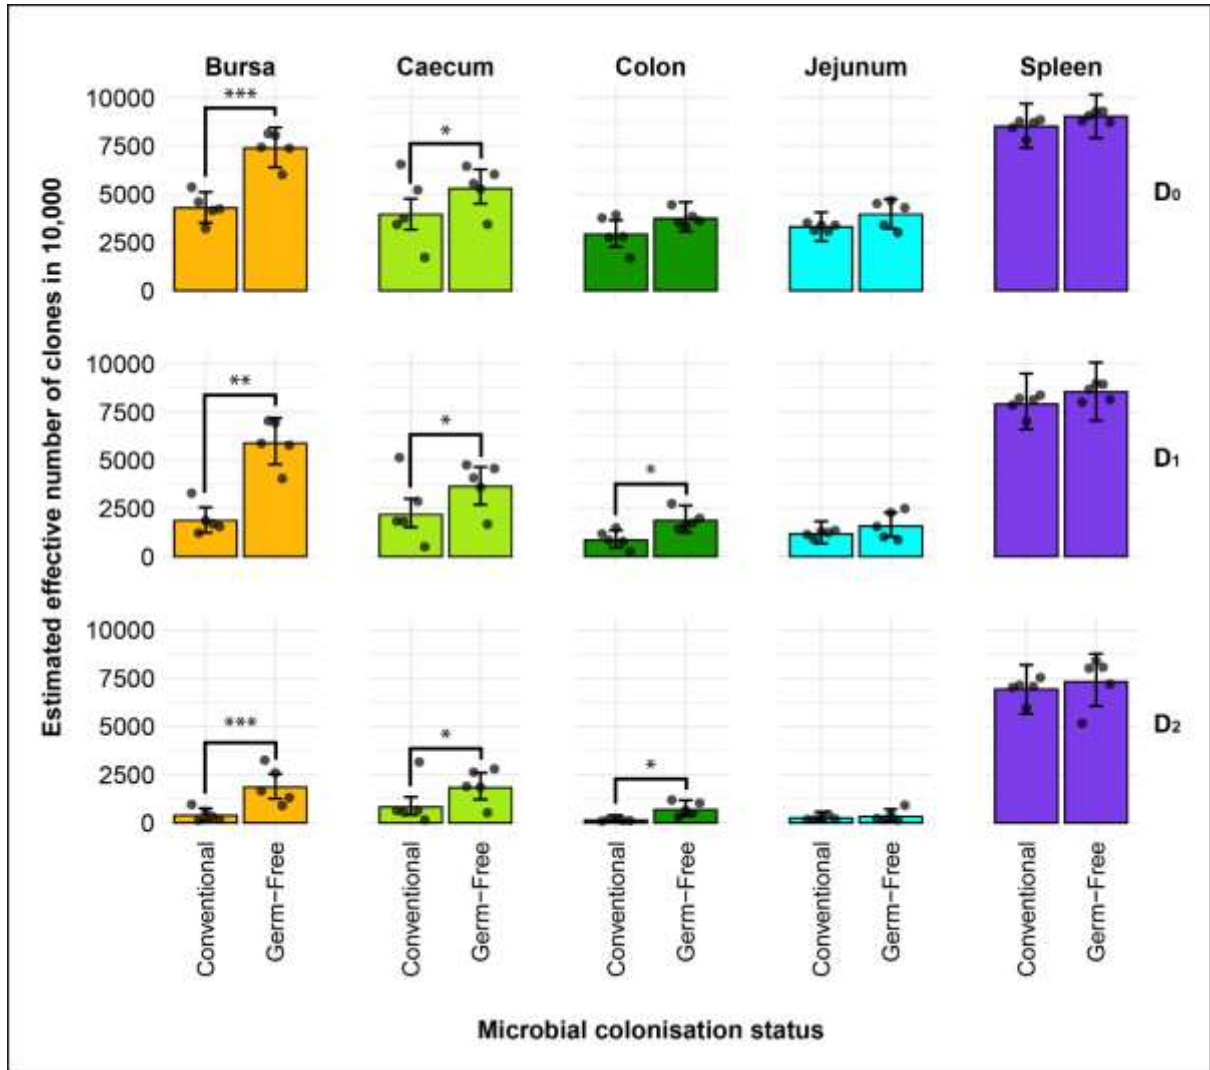 Bursa Caecum Colon Jejunum Spleen
10000 *** D0
7500 *
5000
2500
0
10000 D1
7500 **
5000 *
2500 *
0
10000 D2
7500
5000 ***
2500 * *
0
Conventional Germ-Free Conventional Germ-Free Conventional Germ-Free Conventional Germ-Free Conventional Germ-Free
Microbial colonisation status
Estimated effective number of clones in 10,000